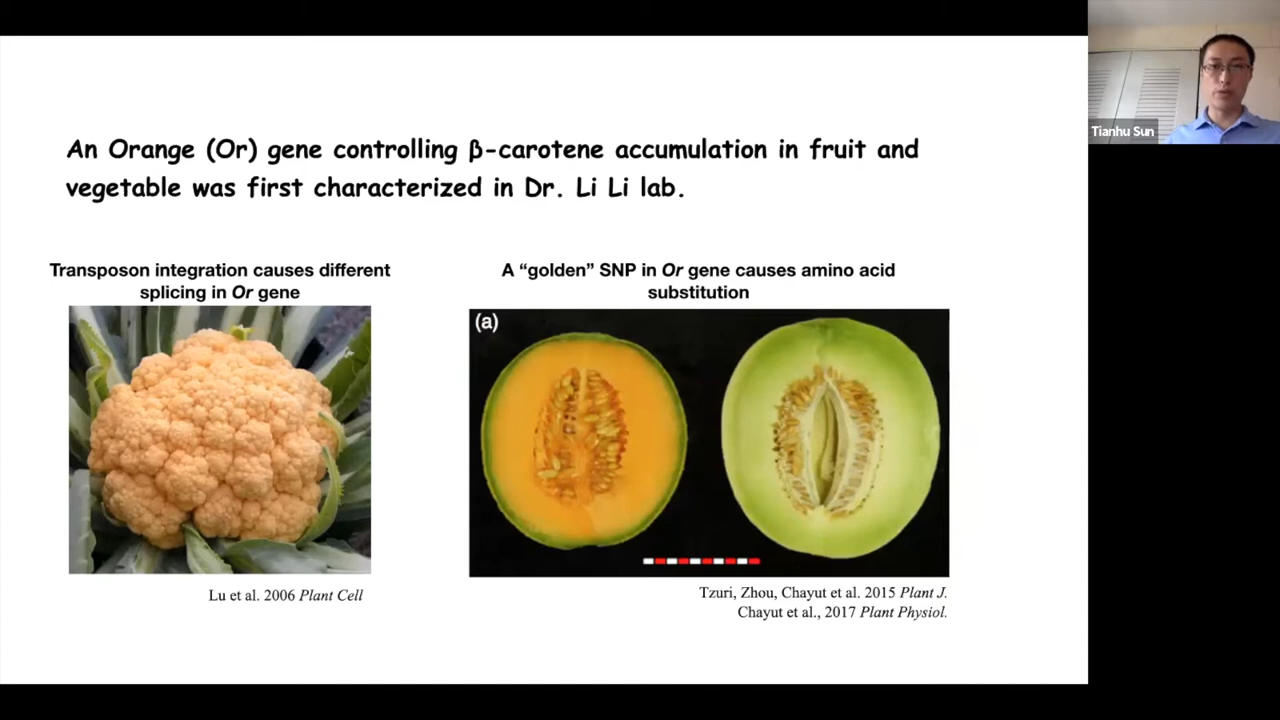 An Orange (Or) gene controlling β-carotene accumulation in fruit and
vegetable was first characterized in Dr. Li Li lab.
Transposon integration causes different
splicing in Or gene
A “golden” SNP in Or gene causes amino acid
substitution
(a)
Lu et al. 2006 Plant Cell
Tzuri, Zhou, Chayut et al. 2015 Plant J.
Chayut et al., 2017 Plant Physiol.
Tianhu Sun